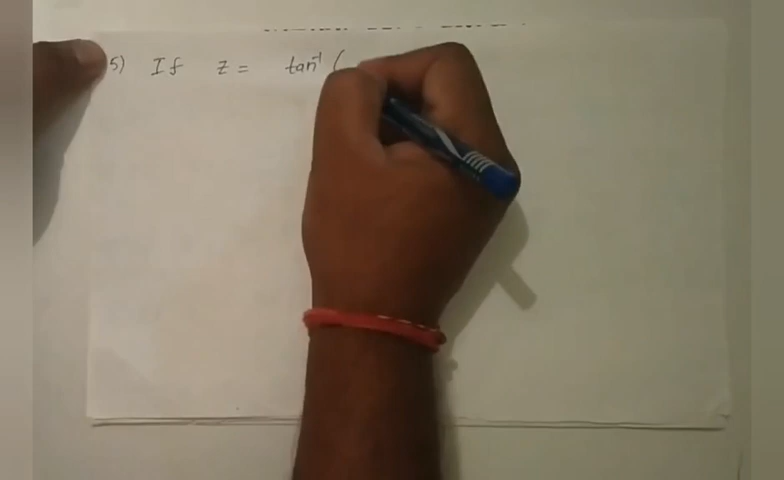 5) If z = tan⁻¹ (